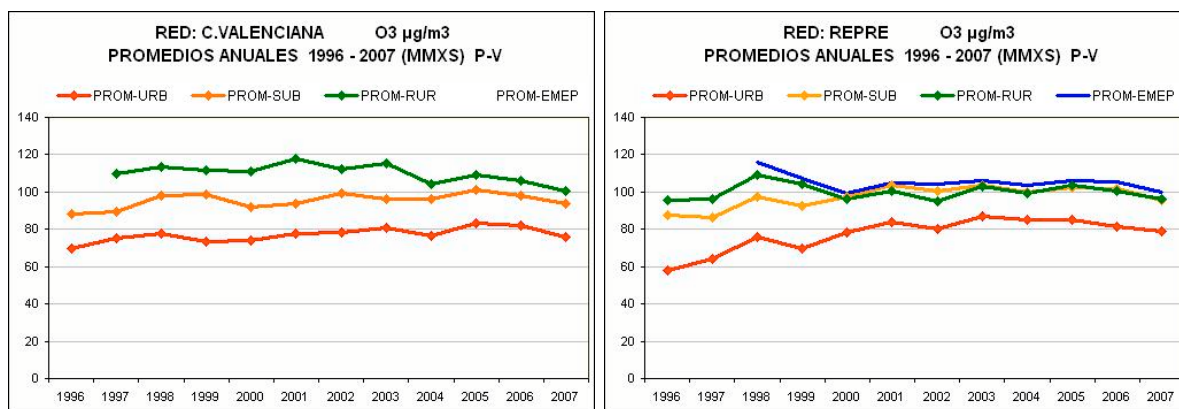 RED: C.VALENCIANA O3 µg/m3
PROMEDIOS ANUALES 1996 - 2007 (MMXS) P-V
PROM-URB PROM-SUB PROM-RUR PROM-EMEP
140
120
100
80
60
40
20
0
1996 1997 1998 1999 2000 2001 2002 2003 2004 2005 2006 2007
RED: REPRE O3 µg/m3
PROMEDIOS ANUALES 1996 - 2007 (MMXS) P-V
PROM-URB PROM-SUB PROM-RUR PROM-EMEP
140
120
100
80
60
40
20
0
1996 1997 1998 1999 2000 2001 2002 2003 2004 2005 2006 2007